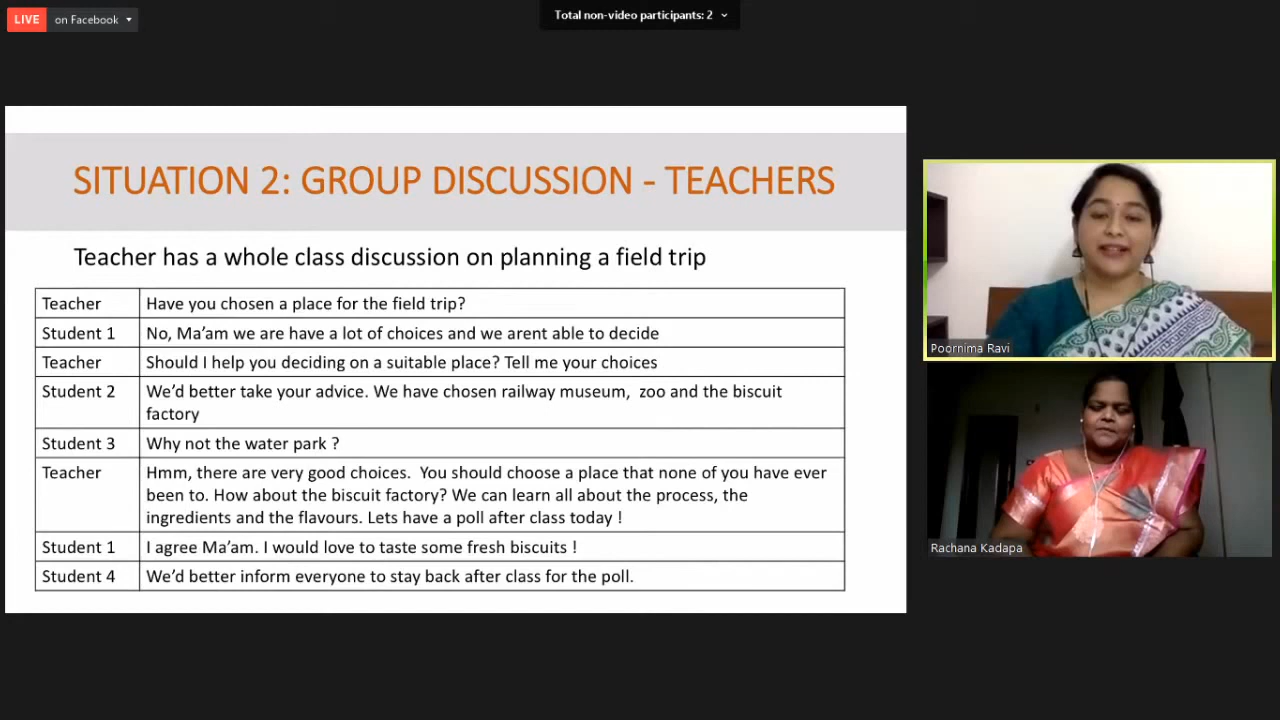 LIVE on Facebook
Total non-video participants: 2
SITUATION 2: GROUP DISCUSSION - TEACHERS
Teacher has a whole class discussion on planning a field trip
Teacher Have you chosen a place for the field trip?
Student 1 No, Ma’am we are have a lot of choices and we arent able to decide
Teacher Should I help you deciding on a suitable place? Tell me your choices
Student 2 We’d better take your advice. We have chosen railway museum, zoo and the biscuit
factory
Student 3 Why not the water park ?
Teacher Hmm, there are very good choices. You should choose a place that none of you have ever
been to. How about the biscuit factory? We can learn all about the process, the
ingredients and the flavours. Lets have a poll after class today !
Student 1 I agree Ma’am. I would love to taste some fresh biscuits !
Student 4 We’d better inform everyone to stay back after class for the poll.
Poornima Ravi
Rachana Kadapa